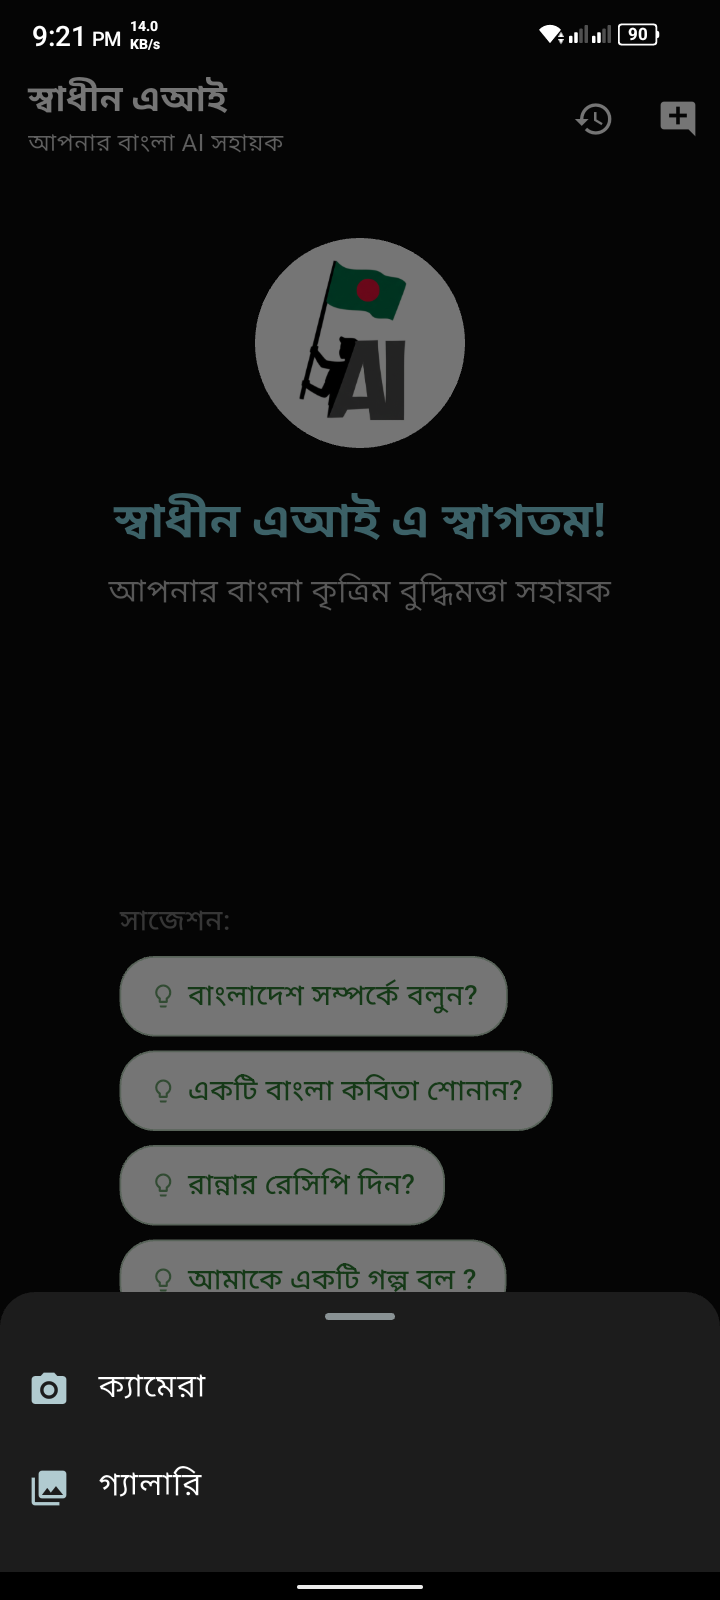 9:21 PM 14.0 KB/s 90
স্বাধীন এআই
আপনার বাংলা AI সহায়ক
AI
স্বাধীন এআই এ স্বাগতম!
আপনার বাংলা কৃত্রিম বুদ্ধিমত্তা সহায়ক
সাজেশন:
বাংলাদেশ সম্পর্কে বলুন?
একটি বাংলা কবিতা শোনান?
রান্নার রেসিপি দিন?
আমাকে একটি গল্প বল ?
ক্যামেরা
গ্যালারি